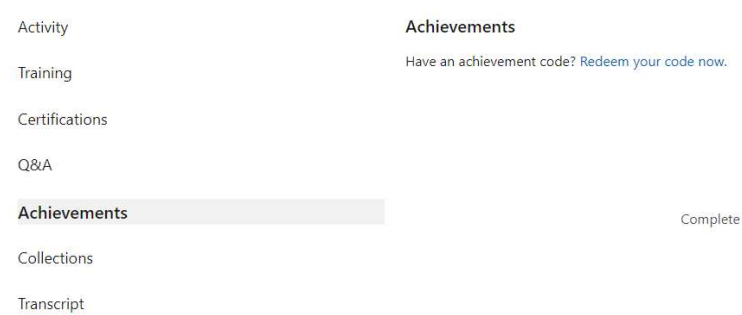 Activity
Training
Certifications
Q&A
Achievements
Collections
Transcript
Achievements
Have an achievement code? Redeem your code now.
Complete